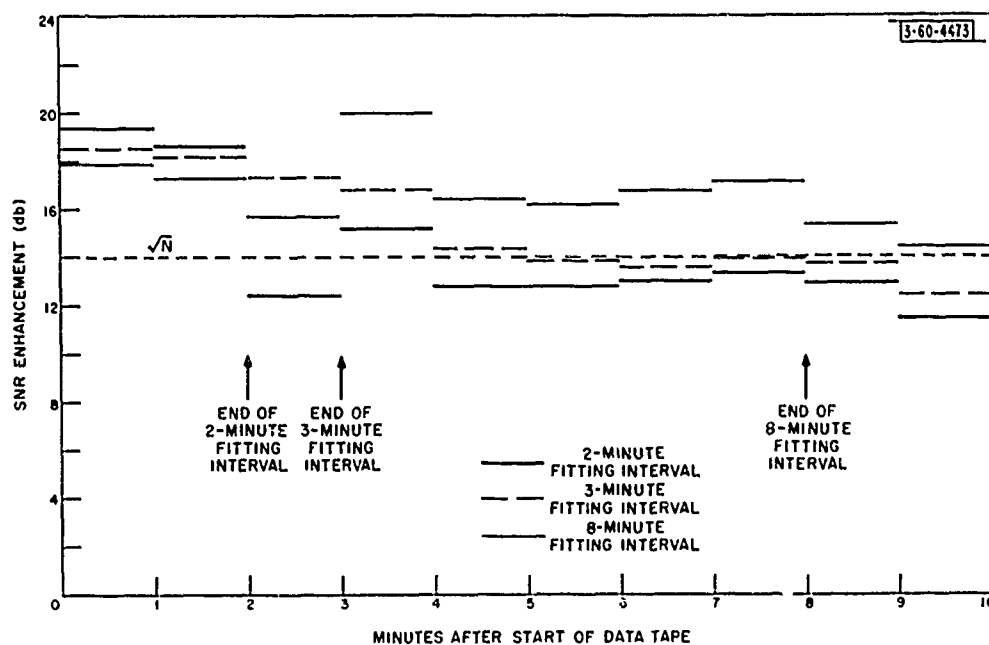 3-60-4473
24
20
16
12
8
4
0
SNR ENHANCEMENT (db)
√N
END OF
2-MINUTE
FITTING
INTERVAL
END OF
3-MINUTE
FITTING
INTERVAL
END OF
8-MINUTE
FITTING
INTERVAL
2-MINUTE
FITTING INTERVAL
3-MINUTE
FITTING INTERVAL
8-MINUTE
FITTING INTERVAL
0 1 2 3 4 5 6 7 8 9 10
MINUTES AFTER START OF DATA TAPE